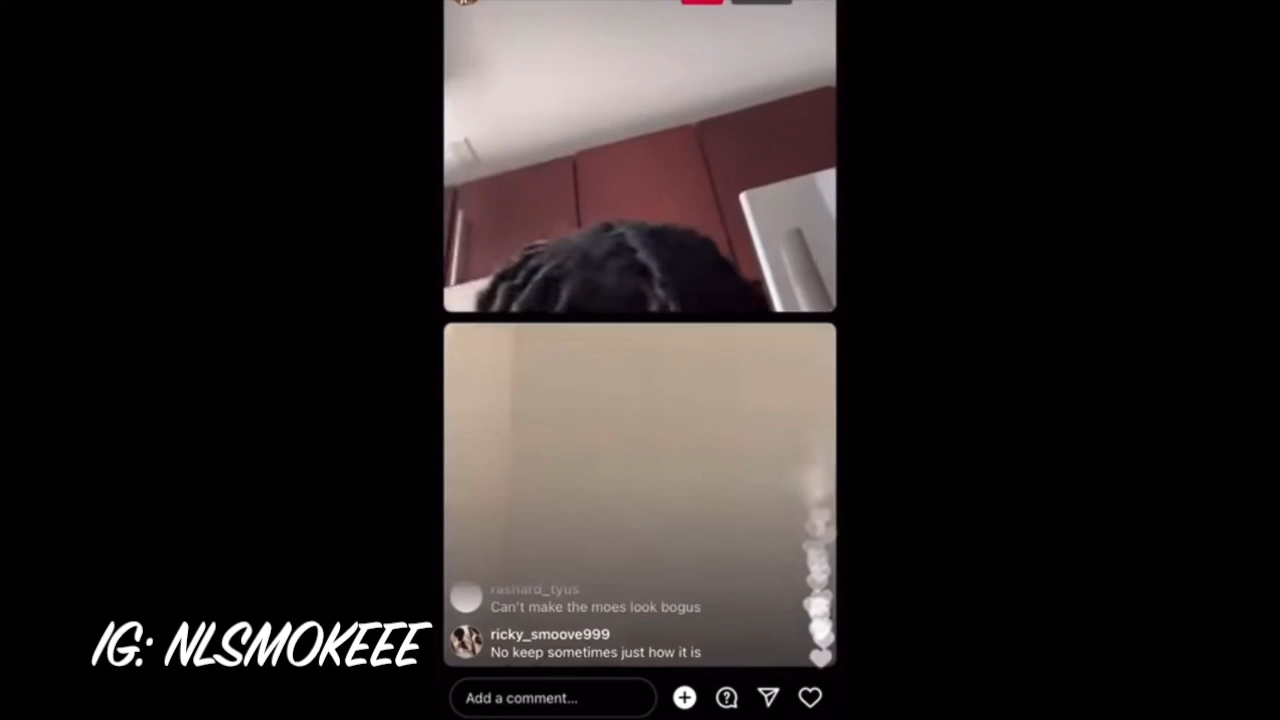 rashard_tyus
Can't make the moes look bogus
ricky_smoove999
No keep sometimes just how it is
IG: NLSMOKEEE
Add a comment...